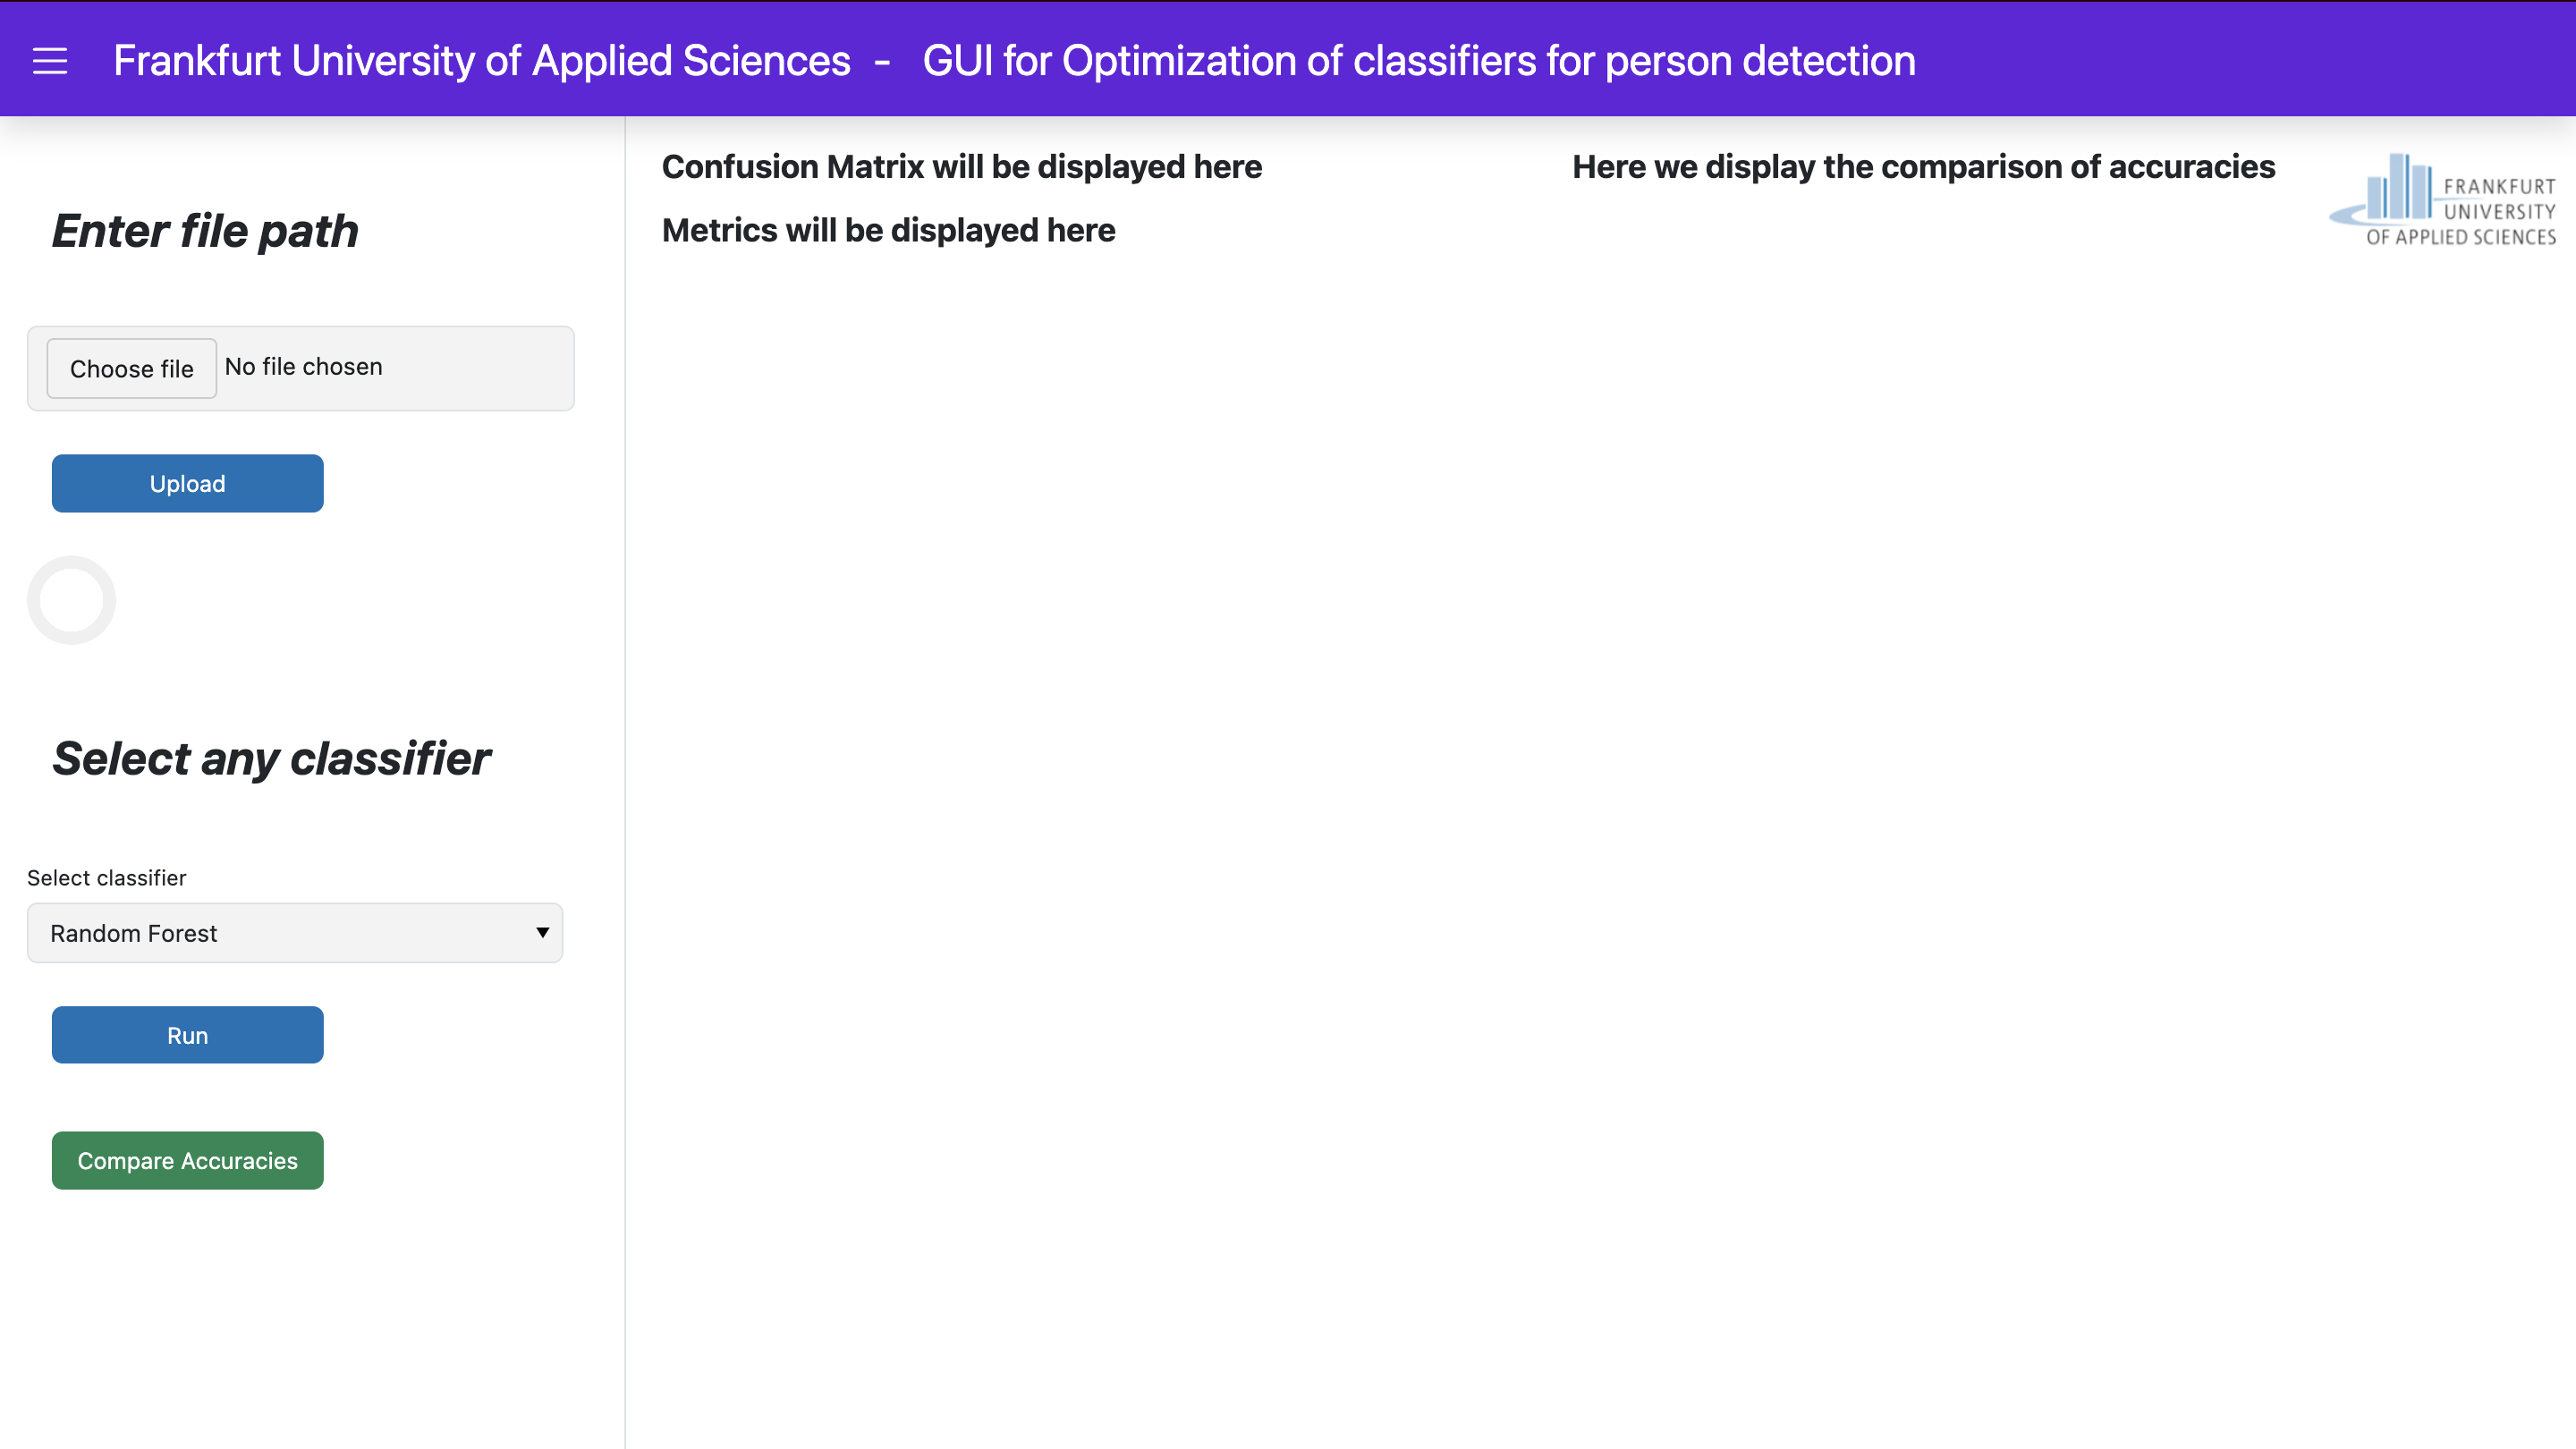 Frankfurt University of Applied Sciences - GUI for Optimization of classifiers for person detection
Enter file path
Choose file No file chosen
Upload
Select any classifier
Select classifier
Random Forest
Run
Compare Accuracies
Confusion Matrix will be displayed here
Metrics will be displayed here
Here we display the comparison of accuracies
FRANKFURT
UNIVERSITY
OF APPLIED SCIENCES